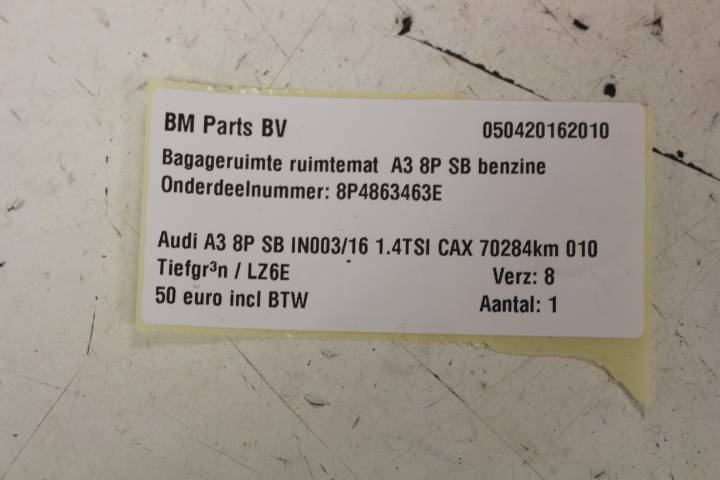 BM Parts BV 050420162010
Bagageruimte ruimtemat A3 8P SB benzine
Onderdeelnummer: 8P4863463E
Audi A3 8P SB IN003/16 1.4TSI CAX 70284km 010
Tiefgr³n / LZ6E Verz: 8
50 euro incl BTW Aantal: 1